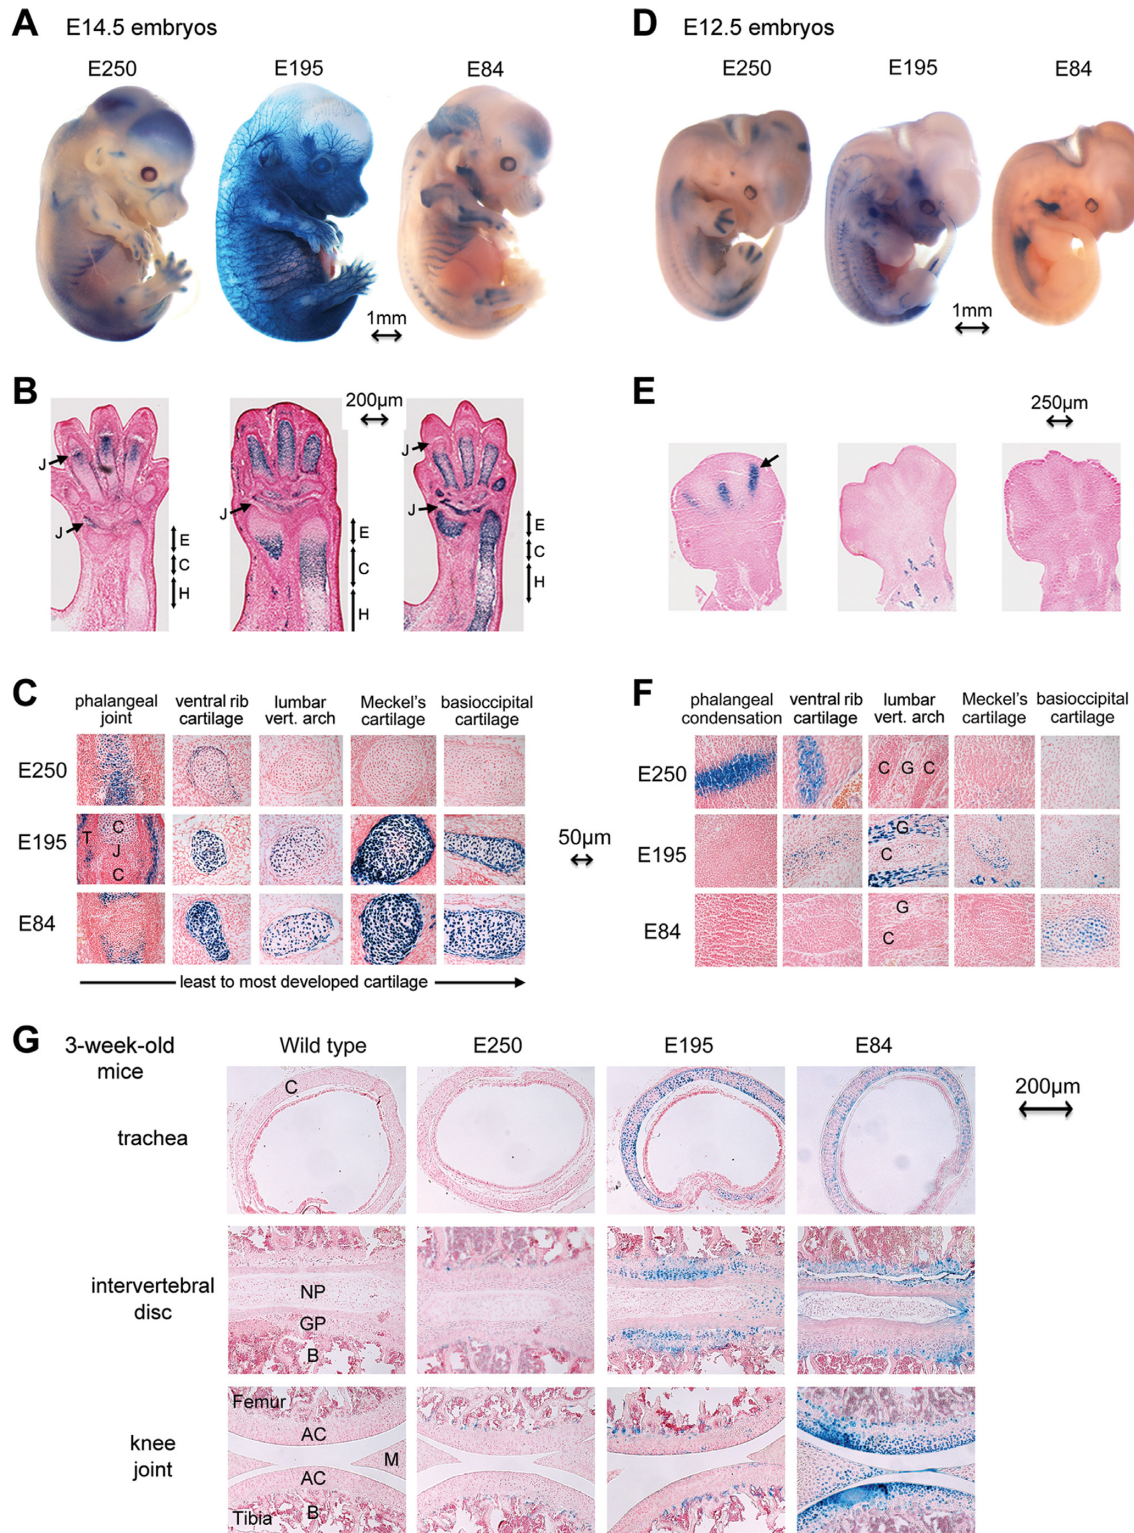 A E14.5 embryos
E250 E195 E84
1mm
D E12.5 embryos
E250 E195 E84
1mm
B
200µm
J
J
E
C
H
J
E
C
H
J
J
E
C
H
E
250µm
C
phalangeal joint
ventral rib cartilage
lumbar vert. arch
Meckel's cartilage
basioccipital cartilage
E250
E195
T C
J
C
E84
50µm
least to most developed cartilage
F
phalangeal condensation
ventral rib cartilage
lumbar vert. arch
Meckel's cartilage
basioccipital cartilage
E250
C G C
E195
G
C
E84
G
C
G 3-week-old mice
Wild type E250 E195 E84
200µm
trachea
C
intervertebral disc
NP
GP
B
knee joint
Femur
AC
M
AC
B
Tibia